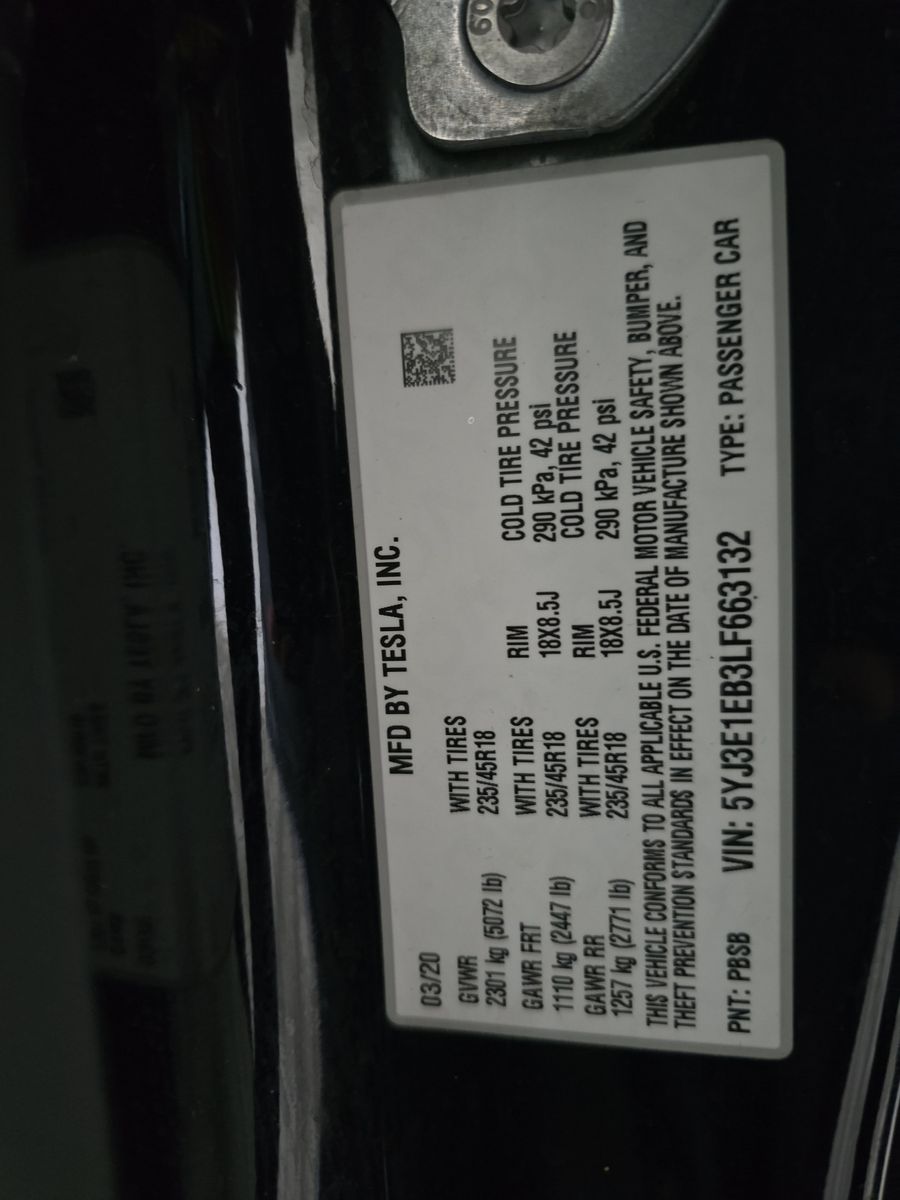 MFD BY TESLA, INC.
03/20
GVWR WITH TIRES
2301 kg (5072 lb) 235/45R18
GAWR FRT WITH TIRES RIM COLD TIRE PRESSURE
1110 kg (2447 lb) 235/45R18 18X8.5J 290 kPa, 42 psi
GAWR RR WITH TIRES RIM COLD TIRE PRESSURE
1257 kg (2771 lb) 235/45R18 18X8.5J 290 kPa, 42 psi
THIS VEHICLE CONFORMS TO ALL APPLICABLE U.S. FEDERAL MOTOR VEHICLE SAFETY, BUMPER, AND
THEFT PREVENTION STANDARDS IN EFFECT ON THE DATE OF MANUFACTURE SHOWN ABOVE.
PNT: PBSB VIN: 5YJ3E1EB3LF663132 TYPE: PASSENGER CAR